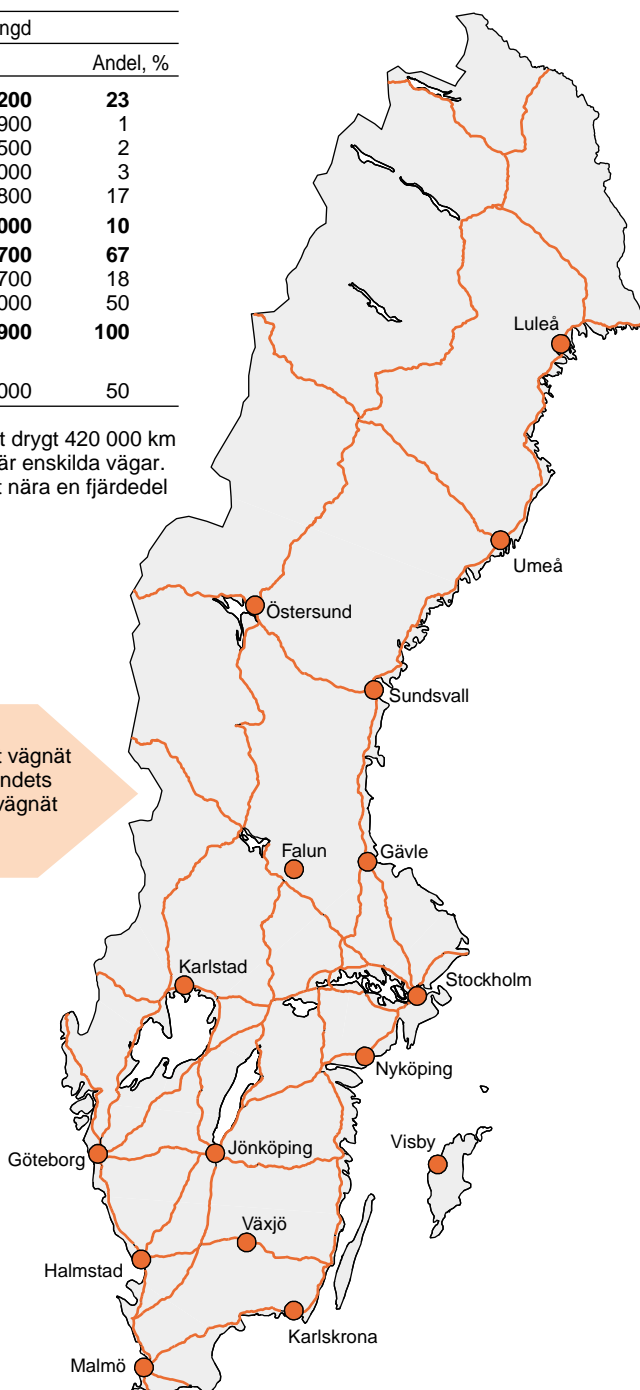 ngd
Andel, %
200 23
900 1
500 2
000 3
800 17
000 10
700 67
700 18
000 50
900 100
000 50
t drygt 420 000 km
är enskilda vägar.
t nära en fjärdedel
t vägnät
ndets
vägnät
Luleå
Umeå
Östersund
Sundsvall
Falun
Gävle
Karlstad
Stockholm
Nyköping
Visby
Göteborg
Jönköping
Växjö
Halmstad
Karlskrona
Malmö